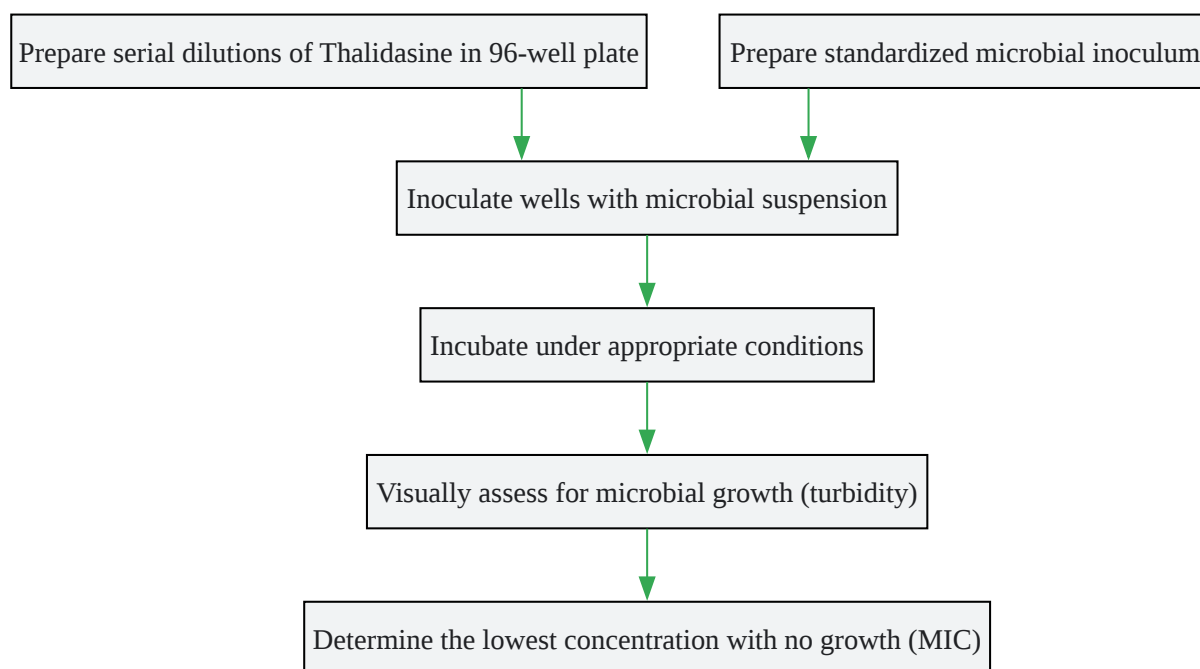 Prepare serial dilutions of Thalidasine in 96-well plate
Prepare standardized microbial inoculum
Inoculate wells with microbial suspension
Incubate under appropriate conditions
Visually assess for microbial growth (turbidity)
Determine the lowest concentration with no growth (MIC)